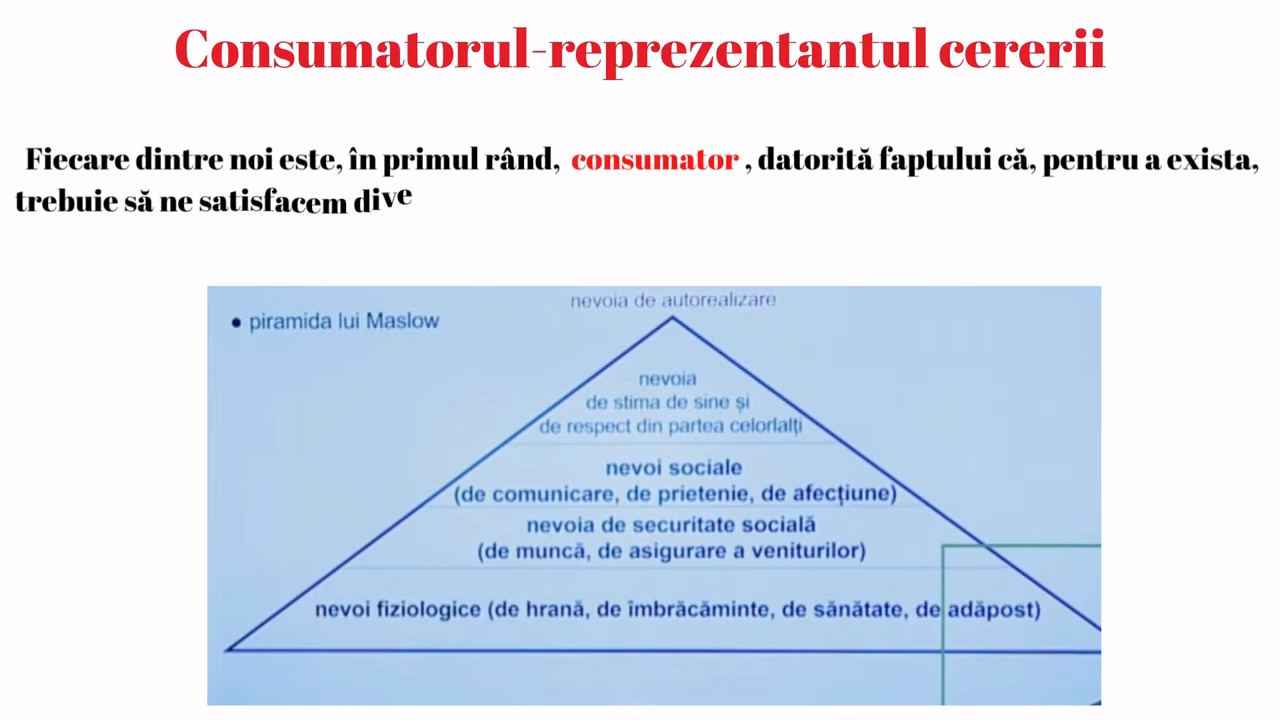 Consumatorul-reprezentantul cererii
Fiecare dintre noi este, în primul rând, consumator , datorită faptului că, pentru a exista,
trebuie să ne satisfacem dive
nevoia de autorealizare
• piramida lui Maslow
nevoia
de stima de sine și
de respect din partea celorlalți
nevoi sociale
(de comunicare, de prietenie, de afecțiune)
nevoia de securitate socială
(de muncă, de asigurare a veniturilor)
nevoi fiziologice (de hrană, de îmbrăcăminte, de sănătate, de adăpost)